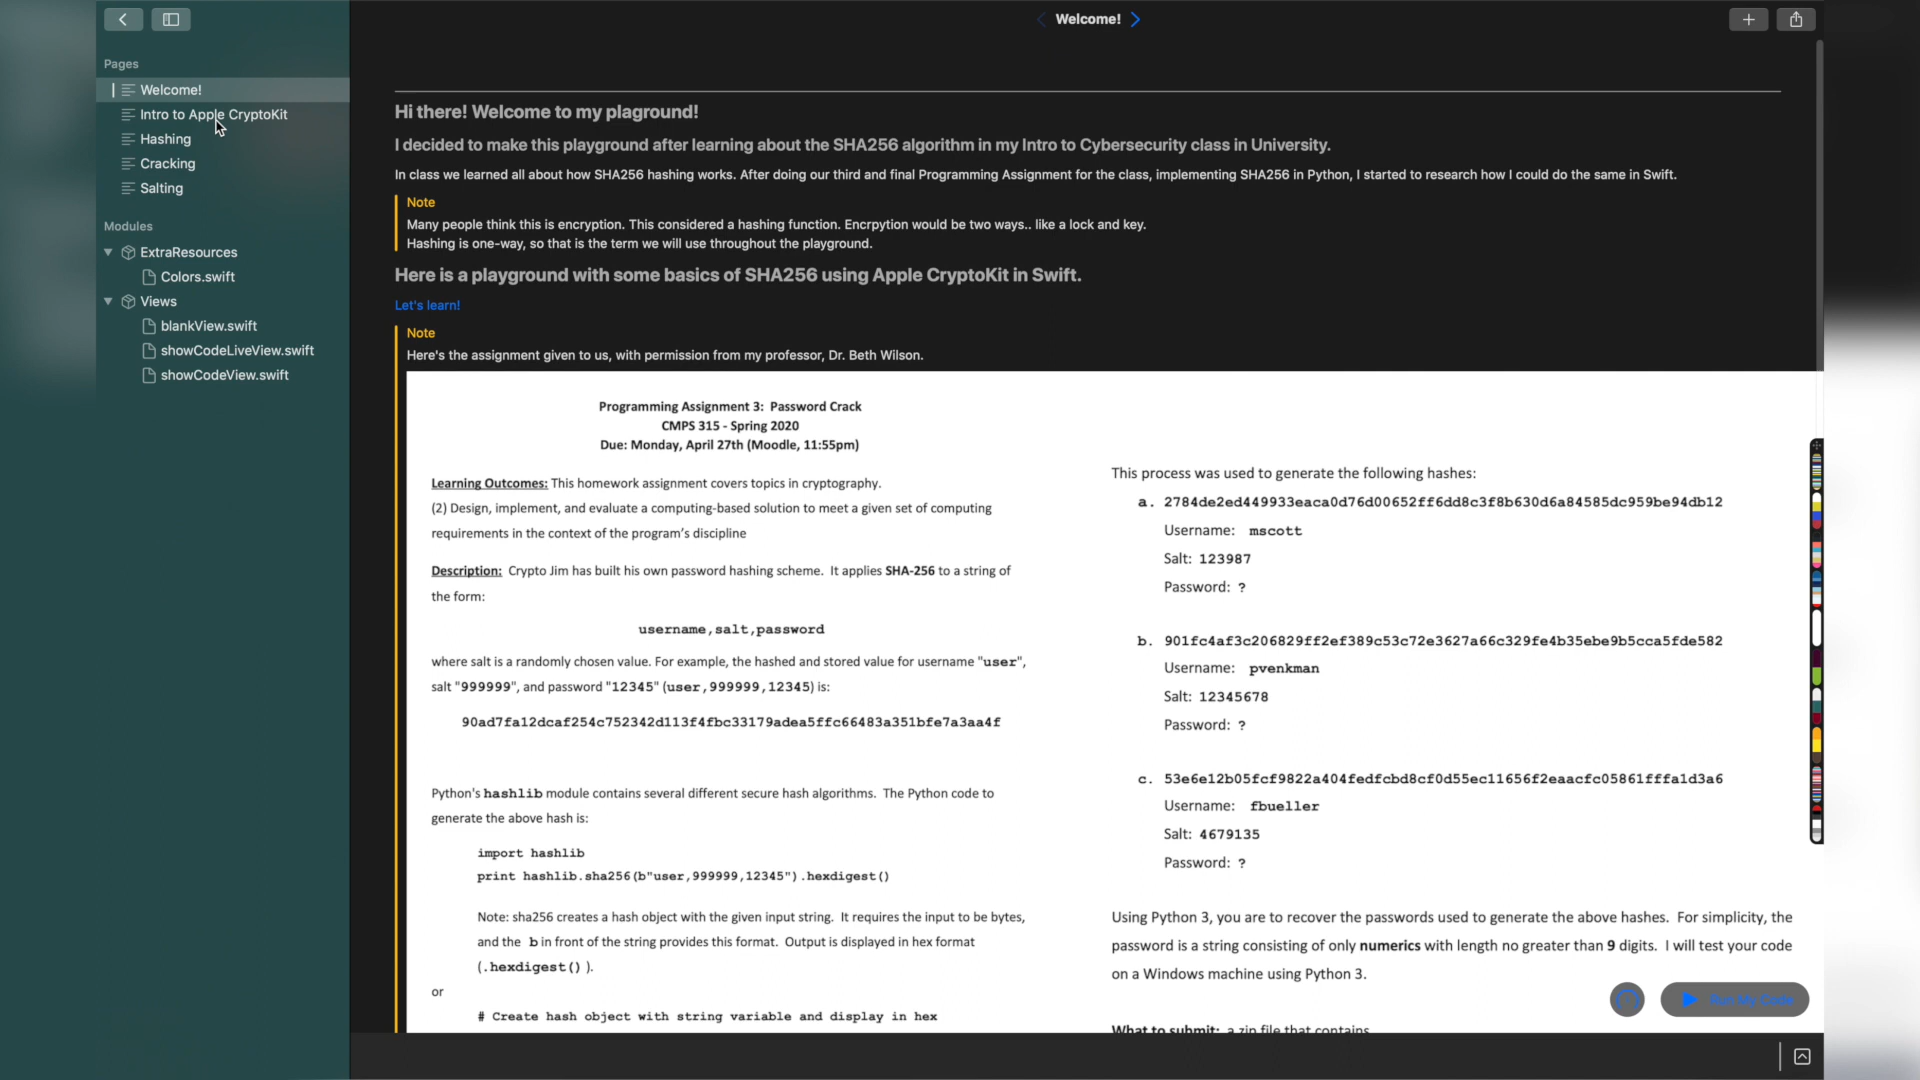 Welcome!
Pages
Welcome!
Intro to Apple CryptoKit
Hashing
Cracking
Salting
Modules
ExtraResources
Colors.swift
Views
blankView.swift
showCodeLiveView.swift
showCodeView.swift
Hi there! Welcome to my plaground!
I decided to make this playground after learning about the SHA256 algorithm in my Intro to Cybersecurity class in University.
In class we learned all about how SHA256 hashing works. After doing our third and final Programming Assignment for the class, implementing SHA256 in Python, I started to research how I could do the same in Swift.
Note
Many people think this is encryption. This considered a hashing function. Encrpytion would be two ways.. like a lock and key.
Hashing is one-way, so that is the term we will use throughout the playground.
Here is a playground with some basics of SHA256 using Apple CryptoKit in Swift.
Let's learn!
Note
Here's the assignment given to us, with permission from my professor, Dr. Beth Wilson.
Programming Assignment 3: Password Crack
CMPS 315 - Spring 2020
Due: Monday, April 27th (Moodle, 11:55pm)
Learning Outcomes: This homework assignment covers topics in cryptography.
(2) Design, implement, and evaluate a computing-based solution to meet a given set of computing
requirements in the context of the program's discipline
Description: Crypto Jim has built his own password hashing scheme. It applies SHA-256 to a string of
the form:
username,salt,password
where salt is a randomly chosen value. For example, the hashed and stored value for username "user",
salt "999999", and password "12345" (user,999999,12345) is:
90ad7fa12dcaf254c752342d113f4fbc33179adea5ffc66483a351bfe7a3aa4f
Python's hashlib module contains several different secure hash algorithms. The Python code to
generate the above hash is:
import hashlib
print hashlib.sha256(b"user,999999,12345").hexdigest()
Note: sha256 creates a hash object with the given input string. It requires the input to be bytes,
and the b in front of the string provides this format. Output is displayed in hex format
(.hexdigest() ).
or
# Create hash object with string variable and display in hex
This process was used to generate the following hashes:
a. 2784de2ed449933eaca0d76d00652ff6dd8c3f8b630d6a84585dc959be94db12
Username: mscott
Salt: 123987
Password: ?
b. 901fc4af3c206829ff2ef389c53c72e3627a66c329fe4b35ebe9b5cca5fde582
Username: pvenkman
Salt: 12345678
Password: ?
c. 53e6e12b05fcf9822a404fedfcbd8cf0d55ec11656f2eaacfc05861fffa1d3a6
Username: fbueller
Salt: 4679135
Password: ?
Using Python 3, you are to recover the passwords used to generate the above hashes. For simplicity, the
password is a string consisting of only numerics with length no greater than 9 digits. I will test your code
on a Windows machine using Python 3.
Run My Code
What to submit: a zip file that contains